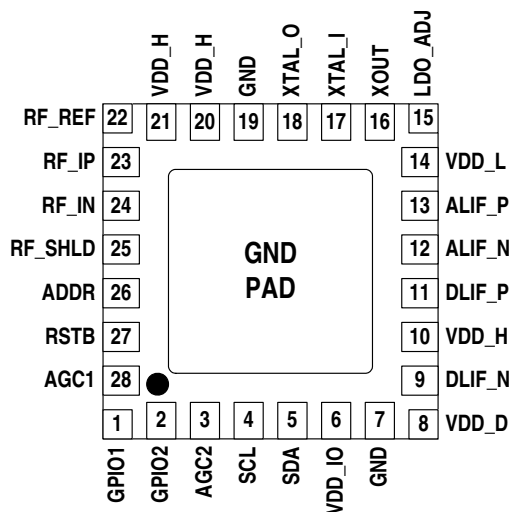 VDD_H
VDD_H
GND
XTAL_O
XTAL_I
XOUT
LDO_ADJ
RF_REF 22 21 20 19 18 17 16 15
RF_IP 23 14 VDD_L
RF_IN 24 13 ALIF_P
RF_SHLD 25 GND 12 ALIF_N
ADDR 26 PAD 11 DLIF_P
RSTB 27 10 VDD_H
AGC1 28 9 DLIF_N
1 2 3 4 5 6 7 8 VDD_D
GPIO1
GPIO2
AGC2
SCL
SDA
VDD_IO
GND